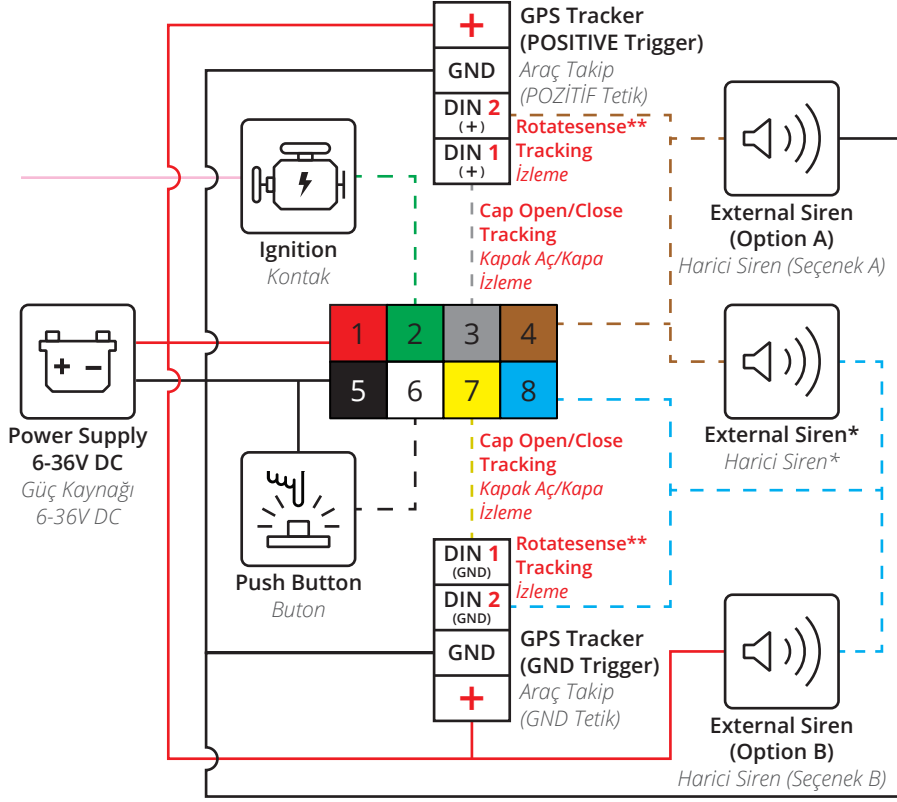 +
GPS Tracker
(POSITIVE Trigger)
Araç Takip
(POZİTİF Tetik)
GND
DIN 2
(+)
DIN 1
(+)
Rotatesense**
Tracking
İzleme
External Siren
(Option A)
Harici Siren (Seçenek A)
Ignition
Kontak
Cap Open/Close
Tracking
Kapak Aç/Kapa
İzleme
1 2 3 4
5 6 7 8
+ -
Power Supply
6-36V DC
Güç Kaynağı
6-36V DC
External Siren*
Harici Siren*
Cap Open/Close
Tracking
Kapak Aç/Kapa
İzleme
Push Button
Buton
DIN 1
(GND)
DIN 2
(GND)
Rotatesense**
Tracking
İzleme
GND
+
GPS Tracker
(GND Trigger)
Araç Takip
(GND Tetik)
External Siren
(Option B)
Harici Siren (Seçenek B)